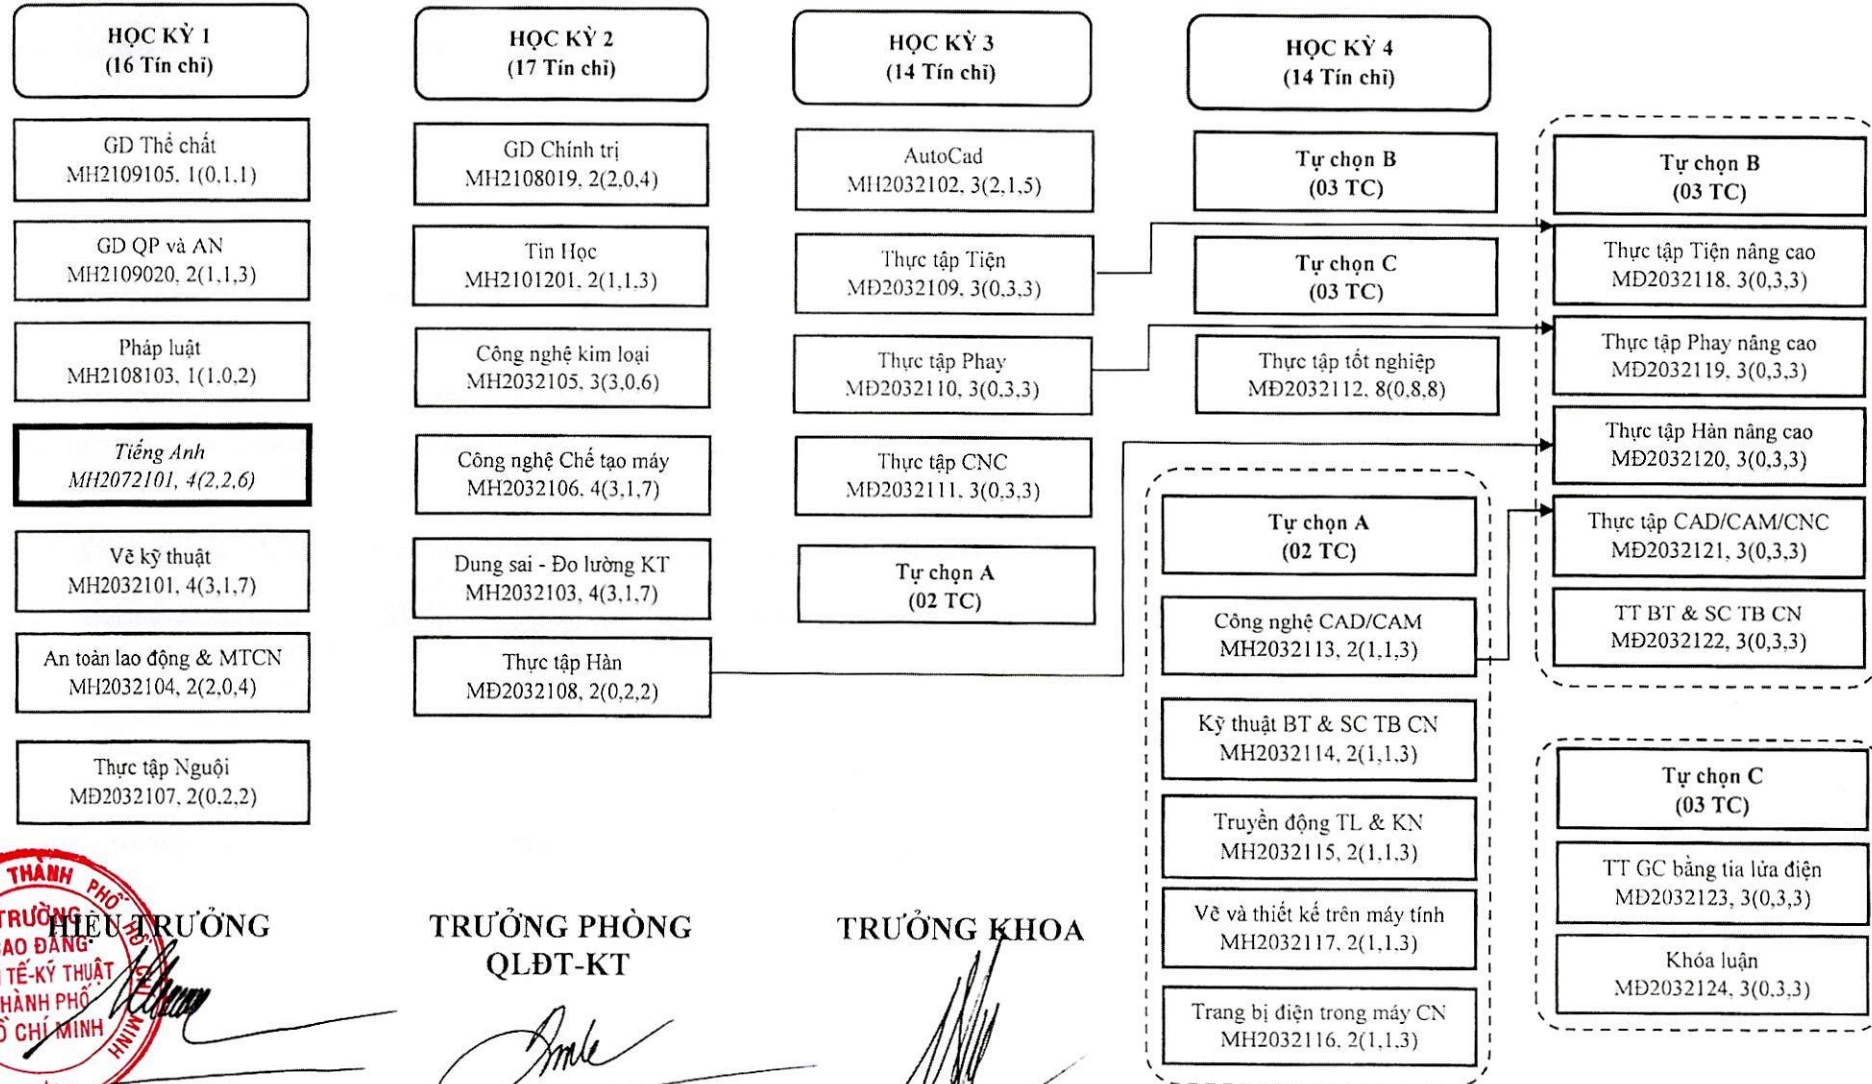 HỌC KỲ 1
(16 Tín chỉ)
GD Thể chất
MH2109105, 1(0,1,1)
GD QP và AN
MH2109020, 2(1,1,3)
Pháp luật
MH2108103, 1(1,0,2)
Tiếng Anh
MH2072101, 4(2,2,6)
Vẽ kỹ thuật
MH2032101, 4(3,1,7)
An toàn lao động & MTCN
MH2032104, 2(2,0,4)
Thực tập Nguội
MĐ2032107, 2(0,2,2)
HỌC KỲ 2
(17 Tín chỉ)
GD Chính trị
MH2108019, 2(2,0,4)
Tin Học
MH2101201, 2(1,1,3)
Công nghệ kim loại
MH2032105, 3(3,0,6)
Công nghệ Chế tạo máy
MH2032106, 4(3,1,7)
Dung sai - Đo lường KT
MH2032103, 4(3,1,7)
Thực tập Hàn
MĐ2032108, 2(0,2,2)
HỌC KỲ 3
(14 Tín chỉ)
AutoCad
MH2032102, 3(2,1,5)
Thực tập Tiện
MĐ2032109, 3(0,3,3)
Thực tập Phay
MĐ2032110, 3(0,3,3)
Thực tập CNC
MĐ2032111, 3(0,3,3)
Tự chọn A
(02 TC)
HỌC KỲ 4
(14 Tín chỉ)
Tự chọn B
(03 TC)
Tự chọn C
(03 TC)
Thực tập tốt nghiệp
MĐ2032112, 8(0,8,8)
Tự chọn A
(02 TC)
Công nghệ CAD/CAM
MH2032113, 2(1,1,3)
Kỹ thuật BT & SC TB CN
MH2032114, 2(1,1,3)
Truyền động TL & KN
MH2032115, 2(1,1,3)
Vẽ và thiết kế trên máy tính
MH2032117, 2(1,1,3)
Trang bị điện trong máy CN
MH2032116, 2(1,1,3)
Tự chọn B
(03 TC)
Thực tập Tiện nâng cao
MĐ2032118, 3(0,3,3)
Thực tập Phay nâng cao
MĐ2032119, 3(0,3,3)
Thực tập Hàn nâng cao
MĐ2032120, 3(0,3,3)
Thực tập CAD/CAM/CNC
MĐ2032121, 3(0,3,3)
TT BT & SC TB CN
MĐ2032122, 3(0,3,3)
Tự chọn C
(03 TC)
TT GC bằng tia lửa điện
MĐ2032123, 3(0,3,3)
Khóa luận
MĐ2032124, 3(0,3,3)
HIỆU TRƯỞNG
TRƯỞNG PHÒNG
QLĐT-KT
TRƯỞNG KHOA
THÀNH PHỐ HỒ CHÍ MINH
TRƯỜNG
CAO ĐẲNG
TẾ-KỸ THUẬT
THÀNH PHỐ
HỒ CHÍ MINH